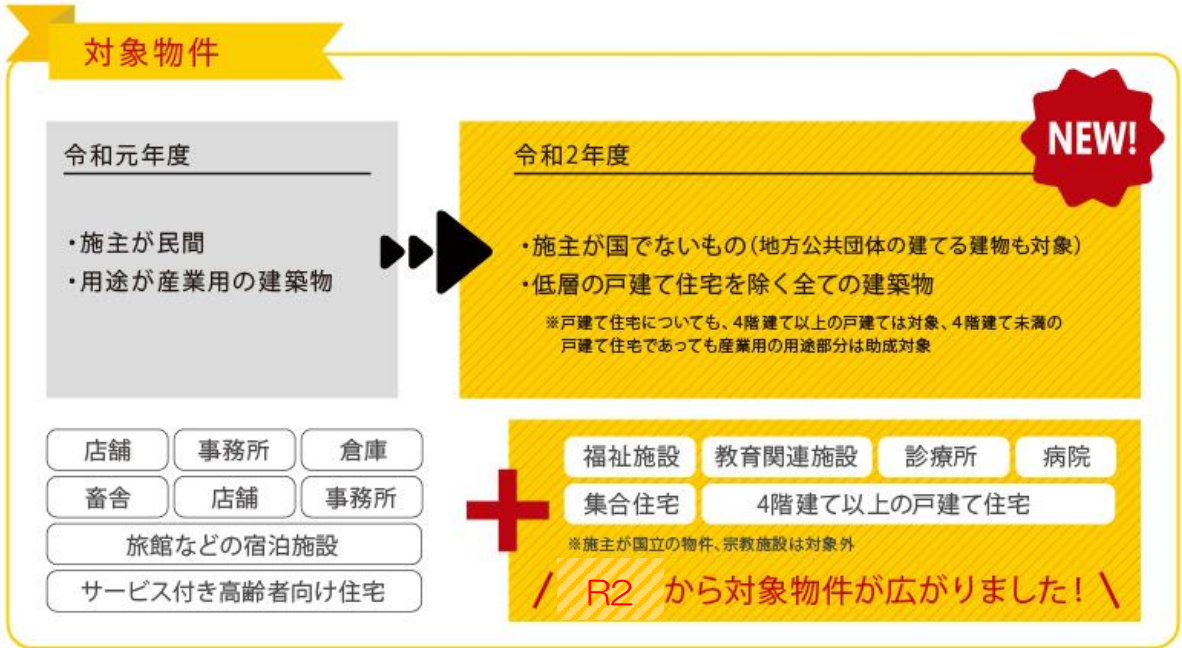 対象物件
令和元年度
・施主が民間
・用途が産業用の建築物
NEW!
令和2年度
・施主が国でないもの(地方公共団体の建てる建物も対象)
・低層の戸建て住宅を除く全ての建築物
※戸建て住宅についても、4階建て以上の戸建ては対象、4階建て未満の
戸建て住宅であっても産業用の用途部分は助成対象
店舗 事務所 倉庫
畜舎 店舗 事務所
旅館などの宿泊施設
サービス付き高齢者向け住宅
福祉施設 教育関連施設 診療所 病院
集合住宅 4階建て以上の戸建て住宅
※施主が国立の物件、宗教施設は対象外
R2 から対象物件が広がりました!